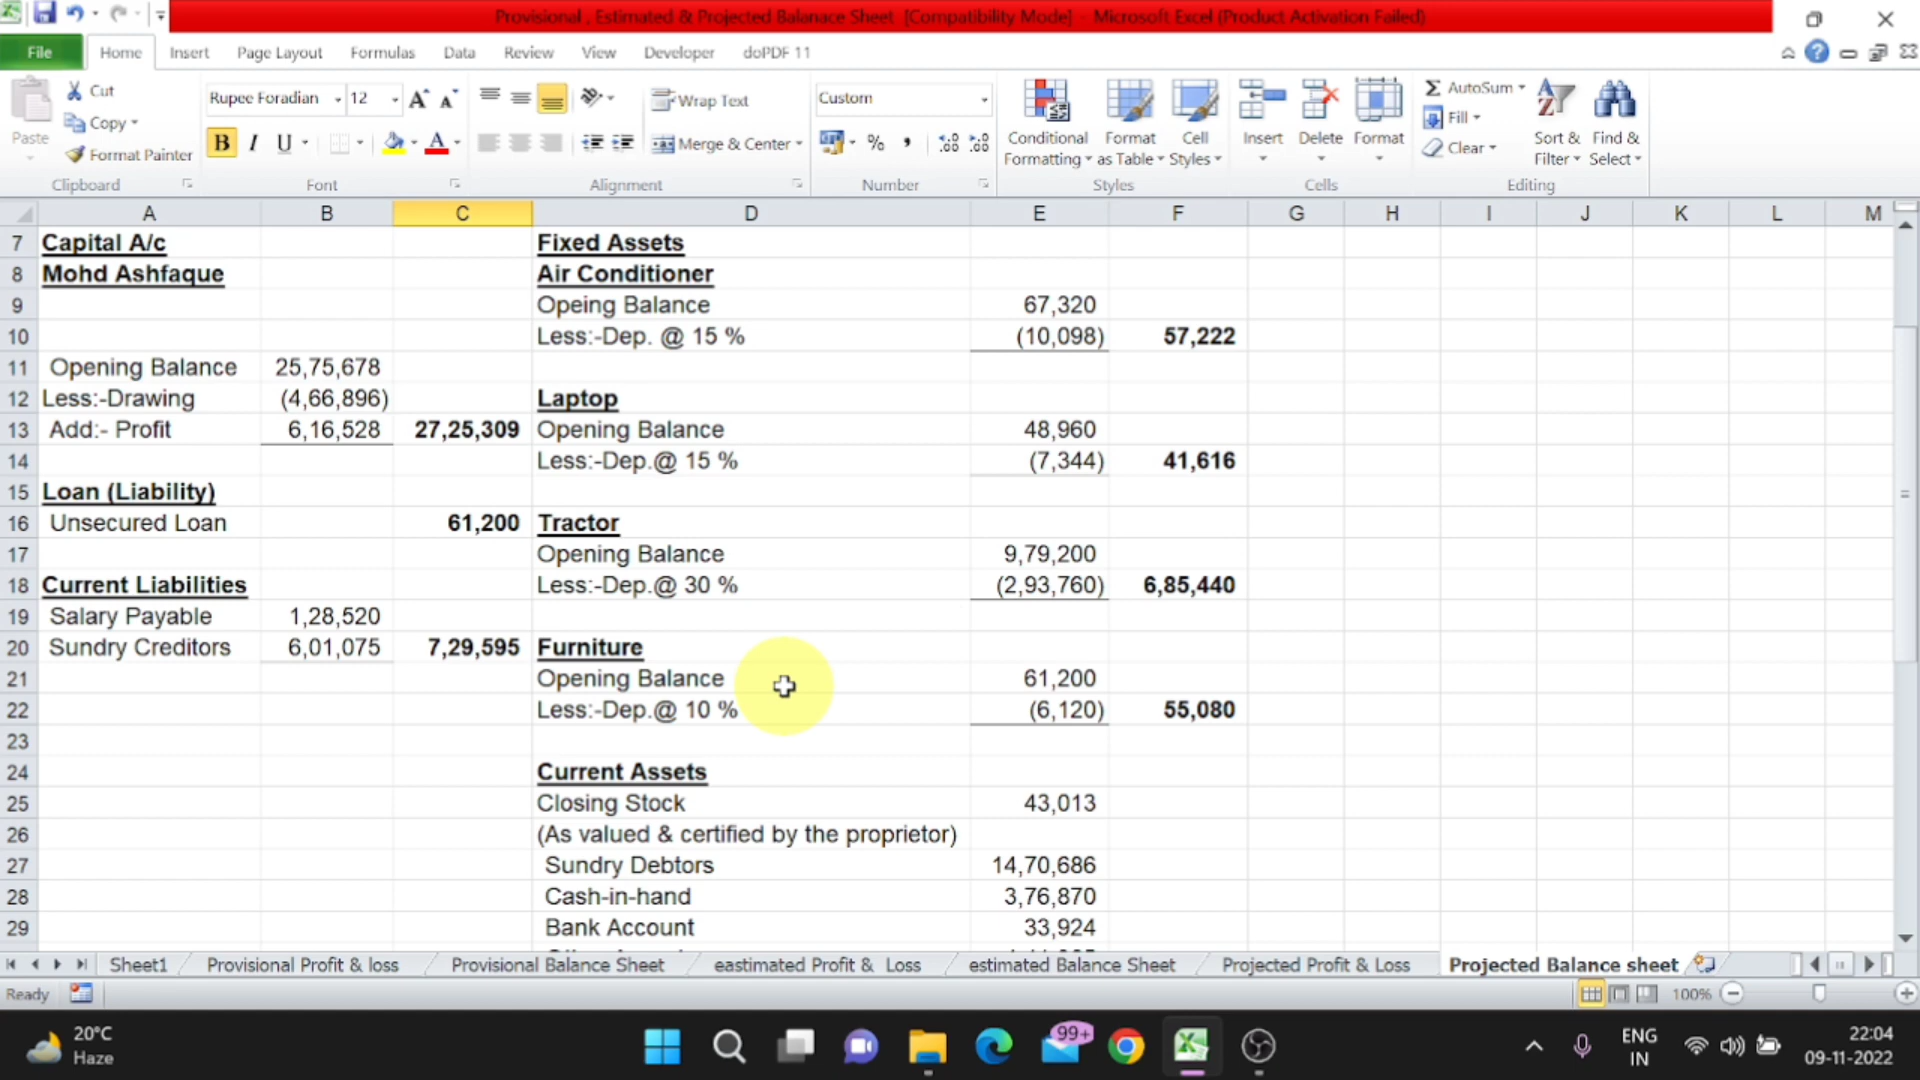 Provisional , Estimated & Projected Balanace Sheet  [Compatibility Mode]  -  Microsoft Excel (Product Activation Failed)
File Home Insert Page Layout Formulas Data Review View Developer doPDF 11
Paste Cut Copy Format Painter Clipboard
Rupee Foradian 12 B I U A Font
Wrap Text Merge & Center Alignment
Custom % , Number
Conditional Formatting Format as Table Cell Styles Styles
Insert Delete Format Cells
Σ AutoSum Fill Clear Sort & Filter Find & Select Editing
A B C D E F G H I J K L M
7 Capital A/c Fixed Assets
8 Mohd Ashfaque Air Conditioner
9 Opeing Balance 67,320
10 Less:-Dep. @ 15 % (10,098) 57,222
11 Opening Balance 25,75,678
12 Less:-Drawing (4,66,896) Laptop
13 Add:- Profit 6,16,528 27,25,309 Opening Balance 48,960
14 Less:-Dep.@ 15 % (7,344) 41,616
15 Loan (Liability)
16 Unsecured Loan 61,200 Tractor
17 Opening Balance 9,79,200
18 Current Liabilities Less:-Dep.@ 30 % (2,93,760) 6,85,440
19 Salary Payable 1,28,520
20 Sundry Creditors 6,01,075 7,29,595 Furniture
21 Opening Balance 61,200
22 Less:-Dep.@ 10 % (6,120) 55,080
23
24 Current Assets
25 Closing Stock 43,013
26 (As valued & certified by the proprietor)
27 Sundry Debtors 14,70,686
28 Cash-in-hand 3,76,870
29 Bank Account 33,924
Sheet1 Provisional Profit & loss Provisional Balance Sheet eastimated Profit &  Loss estimated Balance Sheet Projected Profit & Loss Projected Balance sheet
Ready 100%
20°C
Haze
99+
ENG
IN
22:04
09-11-2022